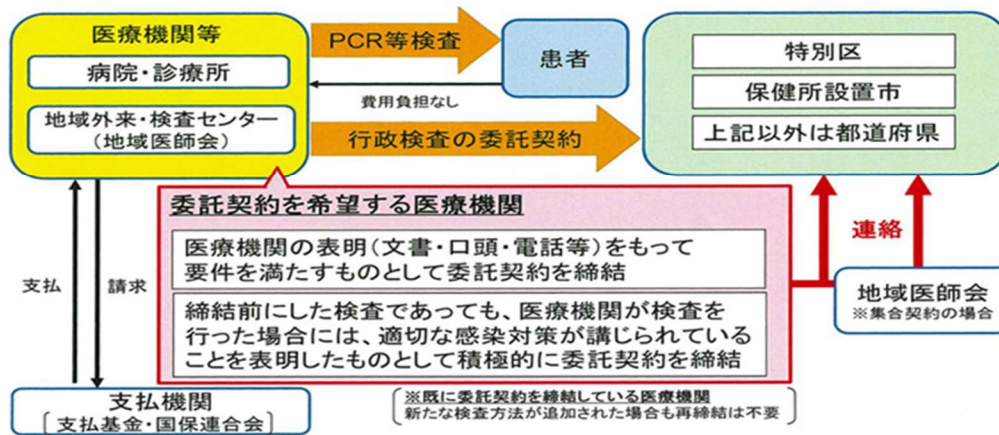 医療機関等
病院・診療所
地域外来・検査センター
(地域医師会)
PCR等検査
患者
費用負担なし
行政検査の委託契約
特別区
保健所設置市
上記以外は都道府県
委託契約を希望する医療機関
医療機関の表明(文書・口頭・電話等)をもって
要件を満たすものとして委託契約を締結
締結前にした検査であっても、医療機関が検査を
行った場合には、適切な感染対策が講じられている
ことを表明したものとして積極的に委託契約を締結
連絡
地域医師会
※集合契約の場合
支払
請求
支払機関
[支払基金・国保連合会]
※既に委託契約を締結している医療機関
新たな検査方法が追加された場合も再締結は不要